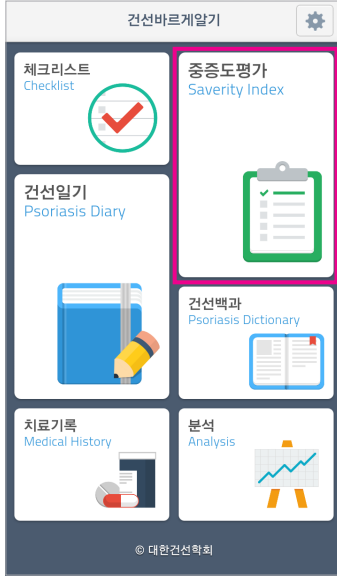 건선바르게알기
체크리스트
Checklist
중증도평가
Saverity Index
건선일기
Psoriasis Diary
건선백과
Psoriasis Dictionary
치료기록
Medical History
분석
Analysis
© 대한건선학회